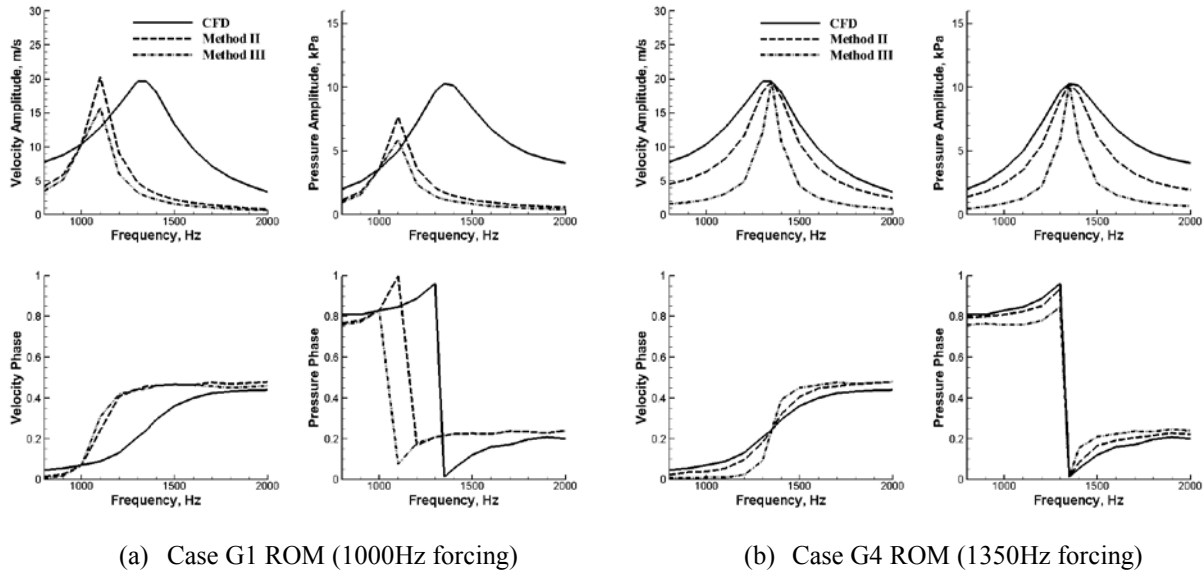 CFD
Method II
Method III
Velocity Amplitude, m/s
30
25
20
15
10
5
0
1000 1500 2000
Frequency, Hz
Pressure Amplitude, kPa
15
10
5
0
1000 1500 2000
Frequency, Hz
CFD
Method II
Method III
Velocity Amplitude, m/s
30
25
20
15
10
5
0
1000 1500 2000
Frequency, Hz
Pressure Amplitude, kPa
15
10
5
0
1000 1500 2000
Frequency, Hz
Velocity Phase
1
0.8
0.6
0.4
0.2
0
1000 1500 2000
Frequency, Hz
Pressure Phase
1
0.8
0.6
0.4
0.2
0
1000 1500 2000
Frequency, Hz
Velocity Phase
1
0.8
0.6
0.4
0.2
0
1000 1500 2000
Frequency, Hz
Pressure Phase
1
0.8
0.6
0.4
0.2
0
1000 1500 2000
Frequency, Hz
(a) Case G1 ROM (1000Hz forcing)
(b) Case G4 ROM (1350Hz forcing)